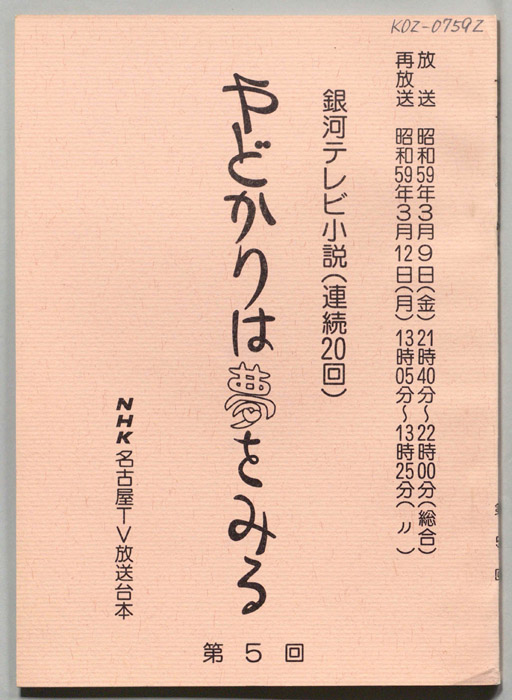 KOZ-0759Z
放送 昭和59年3月9日(金) 21時40分～22時00分(総合)
再放送 昭和59年3月12日(月) 13時05分～13時25分(〃)
銀河テレビ小説(連続20回)
やどかりは夢をみる
NHK名古屋TV放送台本
第5回